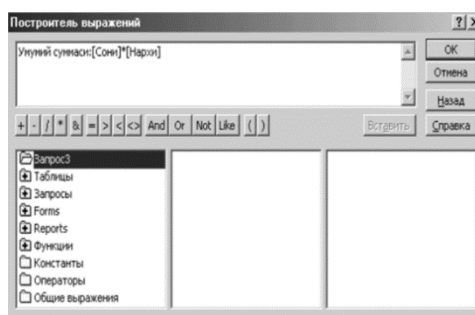 Построитель выражений
Умумий суммаси:[Сони]*[Нархи]
OK
Отмена
Назад
Справка
+ - / * & = > < <> And Or Not Like ( )
Вставить
Запрос3
Таблицы
Запросы
Forms
Reports
Функции
Константы
Операторы
Общие выражения